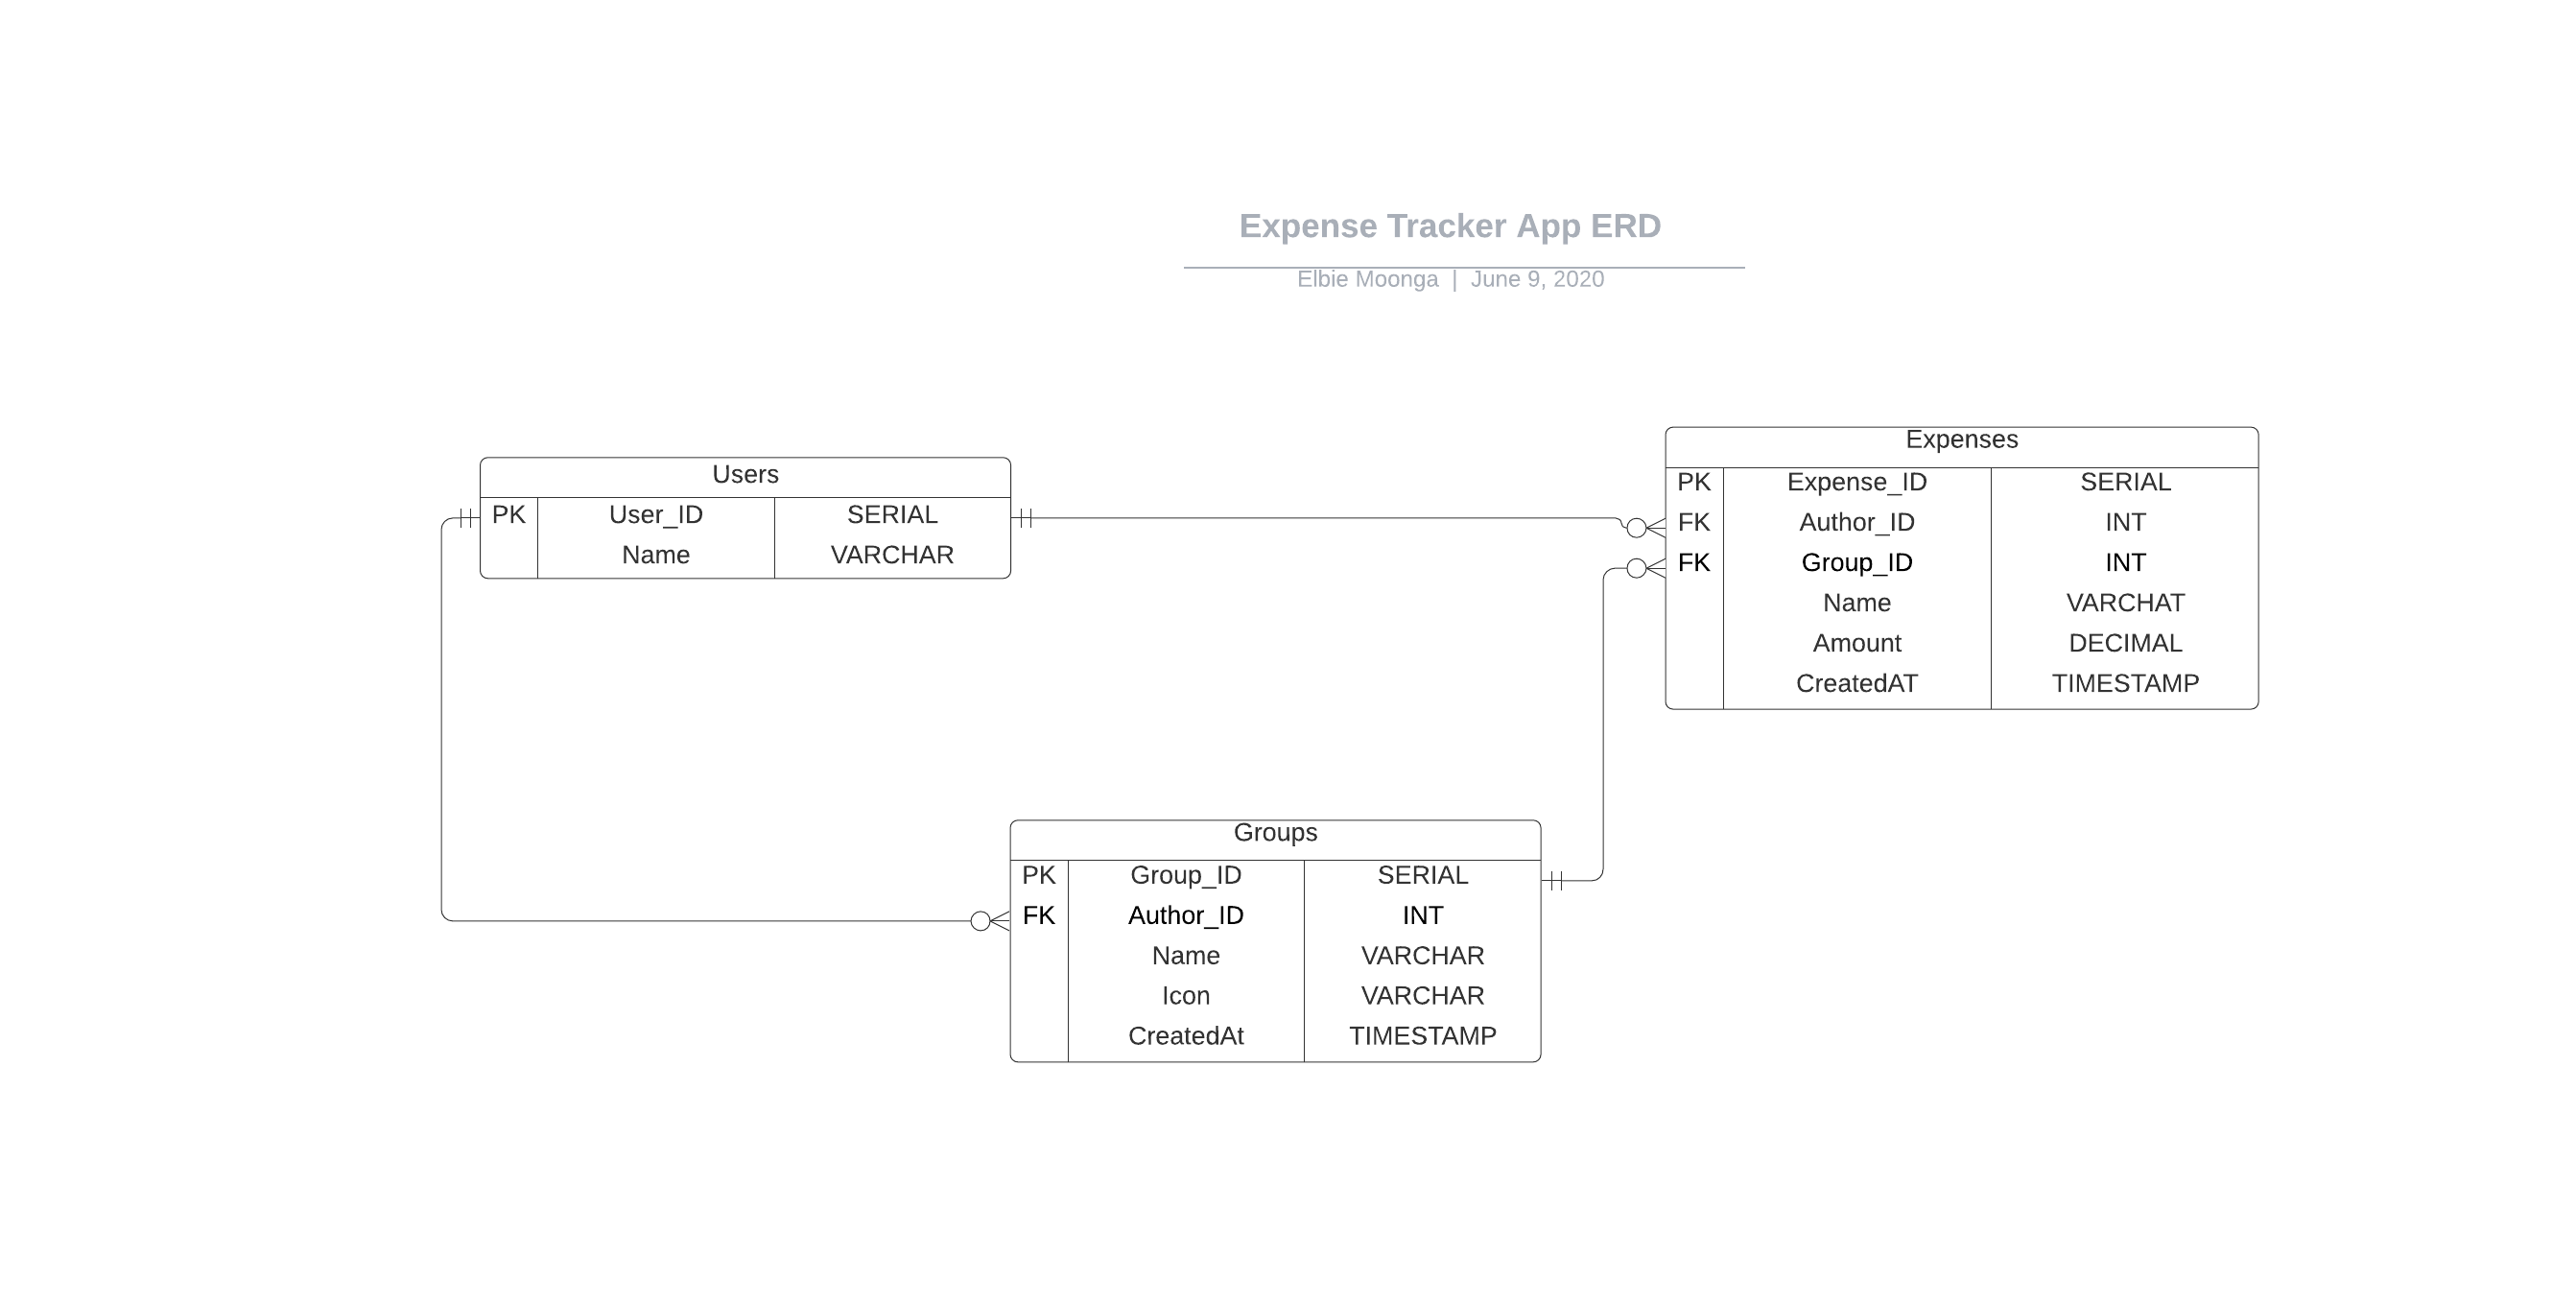 Expense Tracker App ERD
Elbie Moonga | June 9, 2020
Users
PK User_ID SERIAL
Name VARCHAR
Expenses
PK Expense_ID SERIAL
FK Author_ID INT
FK Group_ID INT
Name VARCHAT
Amount DECIMAL
CreatedAT TIMESTAMP
Groups
PK Group_ID SERIAL
FK Author_ID INT
Name VARCHAR
Icon VARCHAR
CreatedAt TIMESTAMP